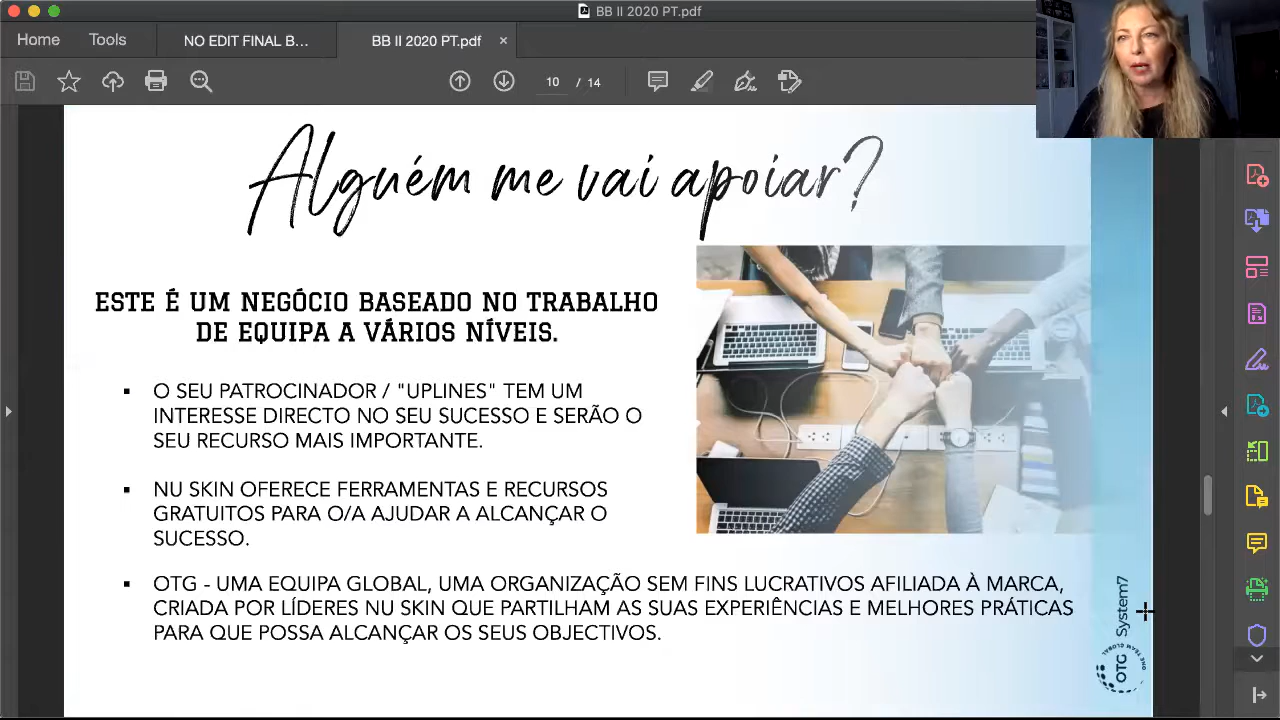 BB II 2020 PT.pdf
Home
Tools
NO EDIT FINAL B...
BB II 2020 PT.pdf ×
10 / 14
Alguém me vai apoiar?
ESTE É UM NEGÓCIO BASEADO NO TRABALHO
DE EQUIPA A VÁRIOS NÍVEIS.
▪ O SEU PATROCINADOR / "UPLINES" TEM UM
INTERESSE DIRECTO NO SEU SUCESSO E SERÃO O
SEU RECURSO MAIS IMPORTANTE.
▪ NU SKIN OFERECE FERRAMENTAS E RECURSOS
GRATUITOS PARA O/A AJUDAR A ALCANÇAR O
SUCESSO.
▪ OTG - UMA EQUIPA GLOBAL, UMA ORGANIZAÇÃO SEM FINS LUCRATIVOS AFILIADA À MARCA,
CRIADA POR LÍDERES NU SKIN QUE PARTILHAM AS SUAS EXPERIÊNCIAS E MELHORES PRÁTICAS
PARA QUE POSSA ALCANÇAR OS SEUS OBJECTIVOS.
OTG System7
ONE TEAM GLOBAL